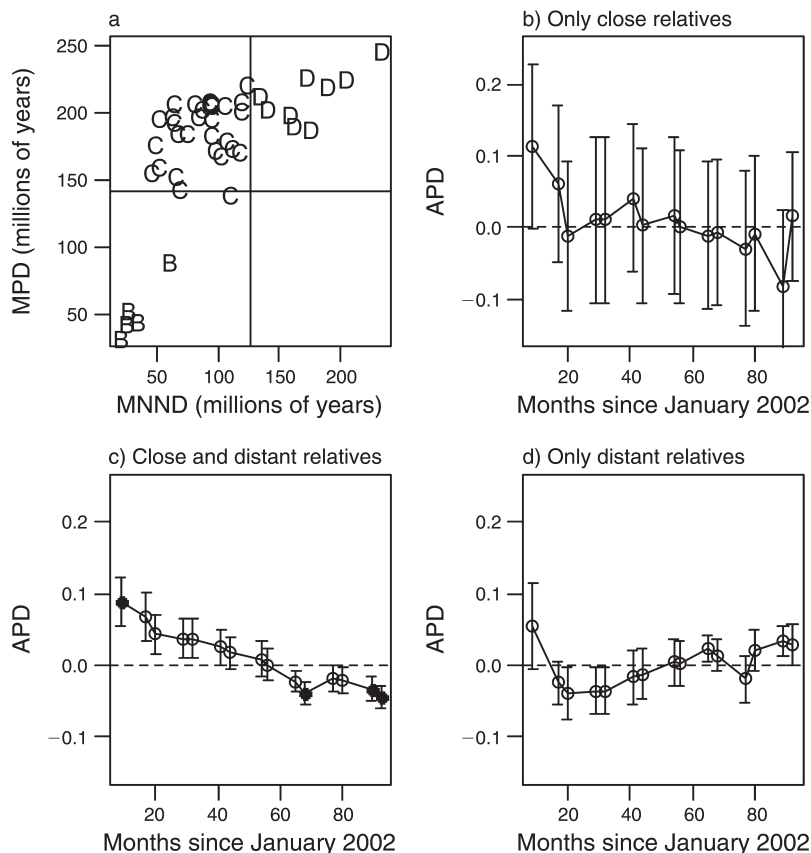 a
MPD (millions of years)
250
200
150
100
50
C C C C C C C C C C C C C C C C C C C C C C C C C C C
D D D D D D D D D
B B B B B
50 100 150 200
MNND (millions of years)
b) Only close relatives
APD
0.2
0.1
0.0
−0.1
20 40 60 80
Months since January 2002
c) Close and distant relatives
APD
0.2
0.1
0.0
−0.1
20 40 60 80
Months since January 2002
d) Only distant relatives
APD
0.2
0.1
0.0
−0.1
20 40 60 80
Months since January 2002